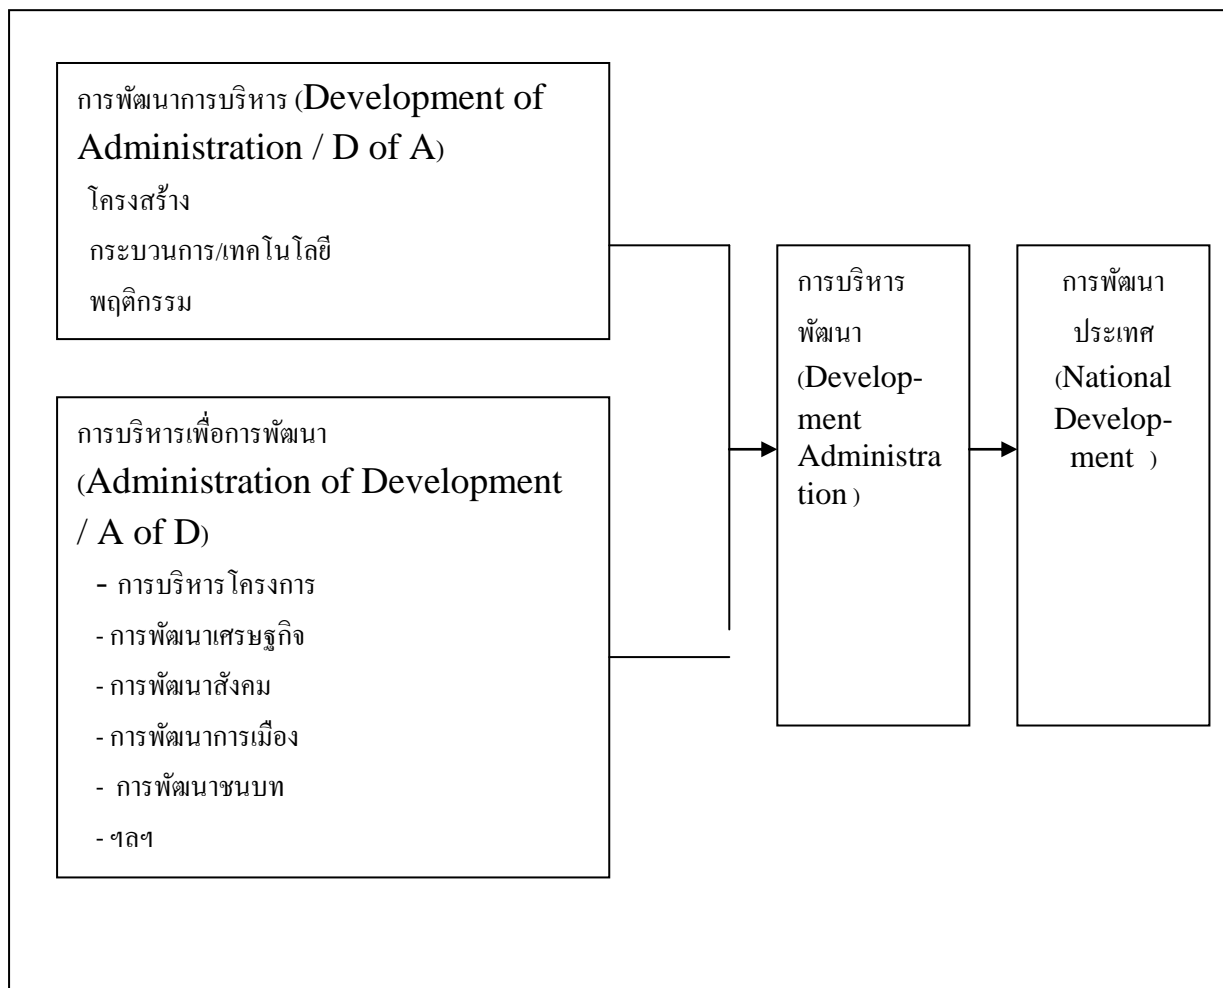 การพัฒนาการบริหาร (Development of
Administration / D of A)
โครงสร้าง
กระบวนการ/เทคโนโลยี
พฤติกรรม
การบริหารเพื่อการพัฒนา
(Administration of Development
/ A of D)
- การบริหารโครงการ
- การพัฒนาเศรษฐกิจ
- การพัฒนาสังคม
- การพัฒนาการเมือง
- การพัฒนาชนบท
- ฯลฯ
การบริหาร
พัฒนา
(Develop-
ment
Administra
tion)
การพัฒนา
ประเทศ
(National
Develop-
ment )